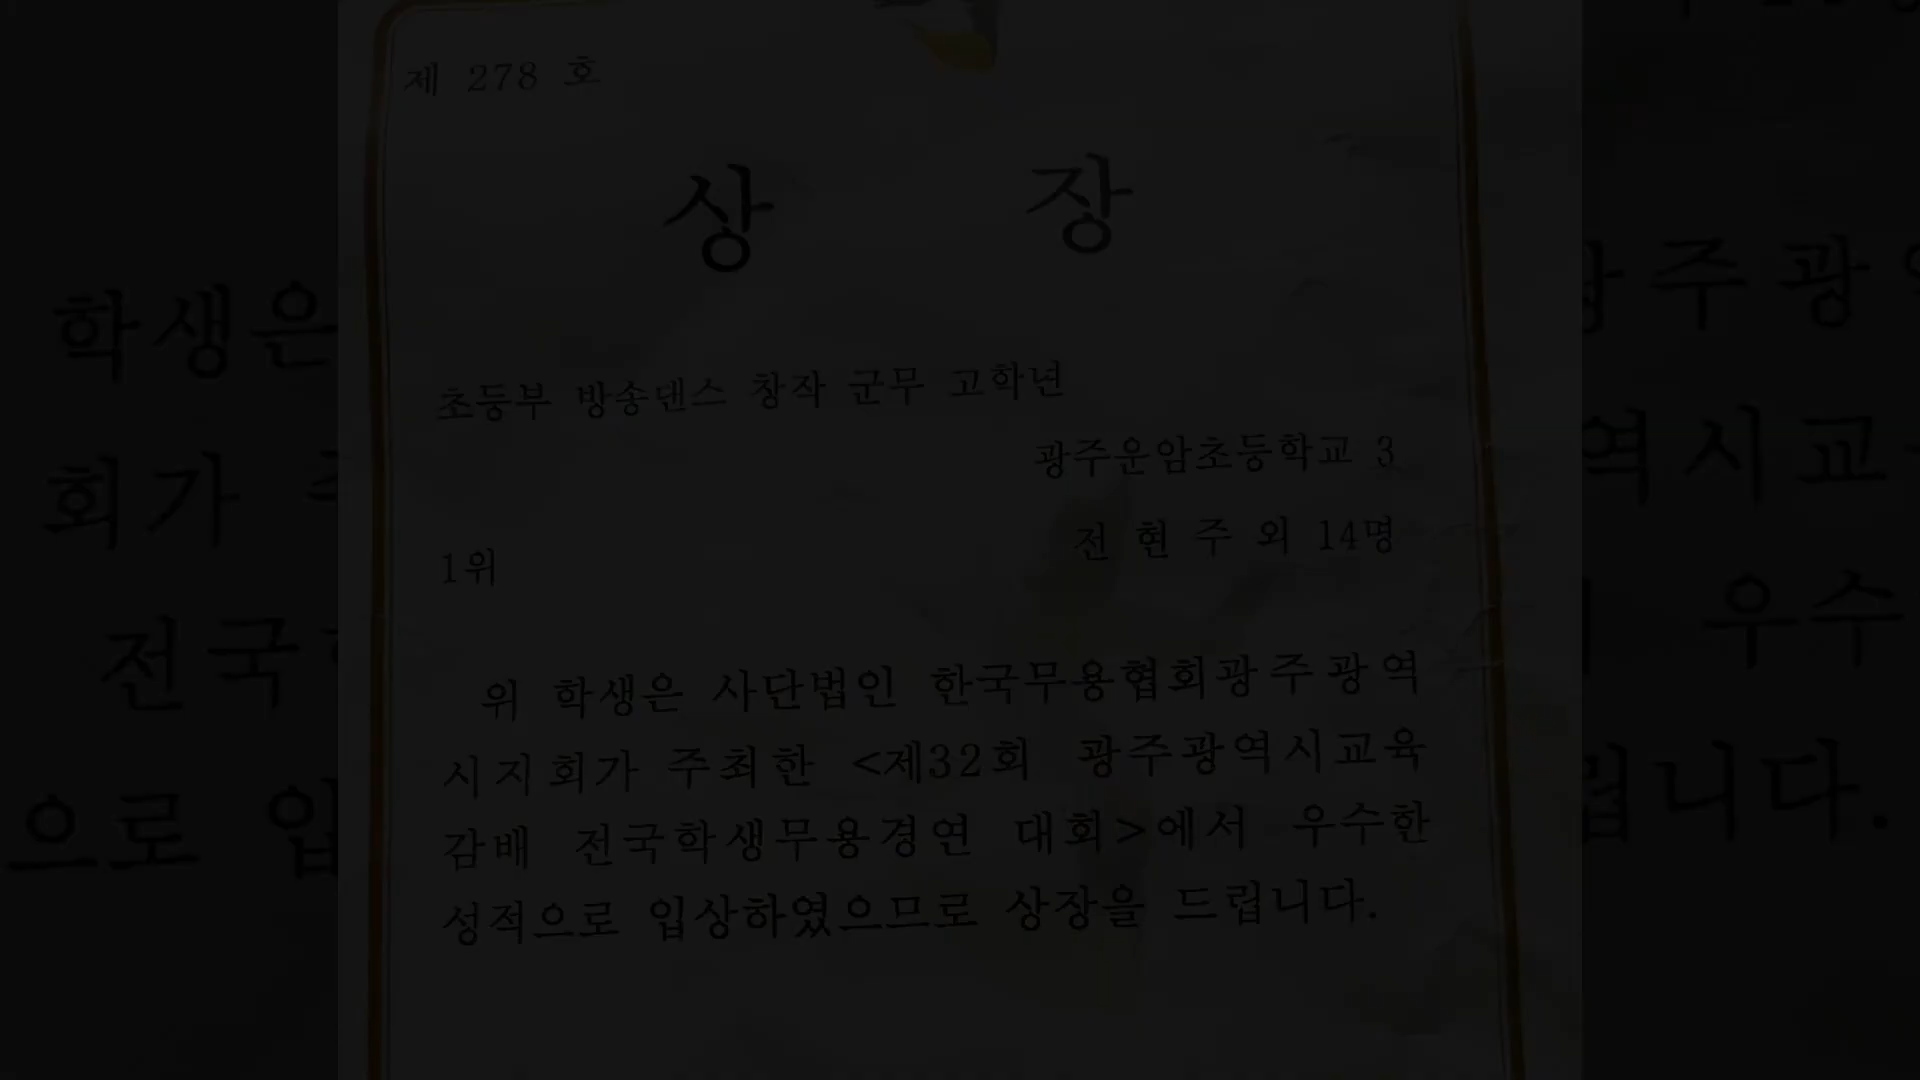 제 278 호
상 장
초등부 방송댄스 창작 군무 고학년
광주운암초등학교 3
전 현 주 외 14명
1위
위 학생은 사단법인 한국무용협회광주광역
시지회가 주최한 <제32회 광주광역시교육
감배 전국학생무용경연 대회>에서 우수한
성적으로 입상하였으므로 상장을 드립니다.